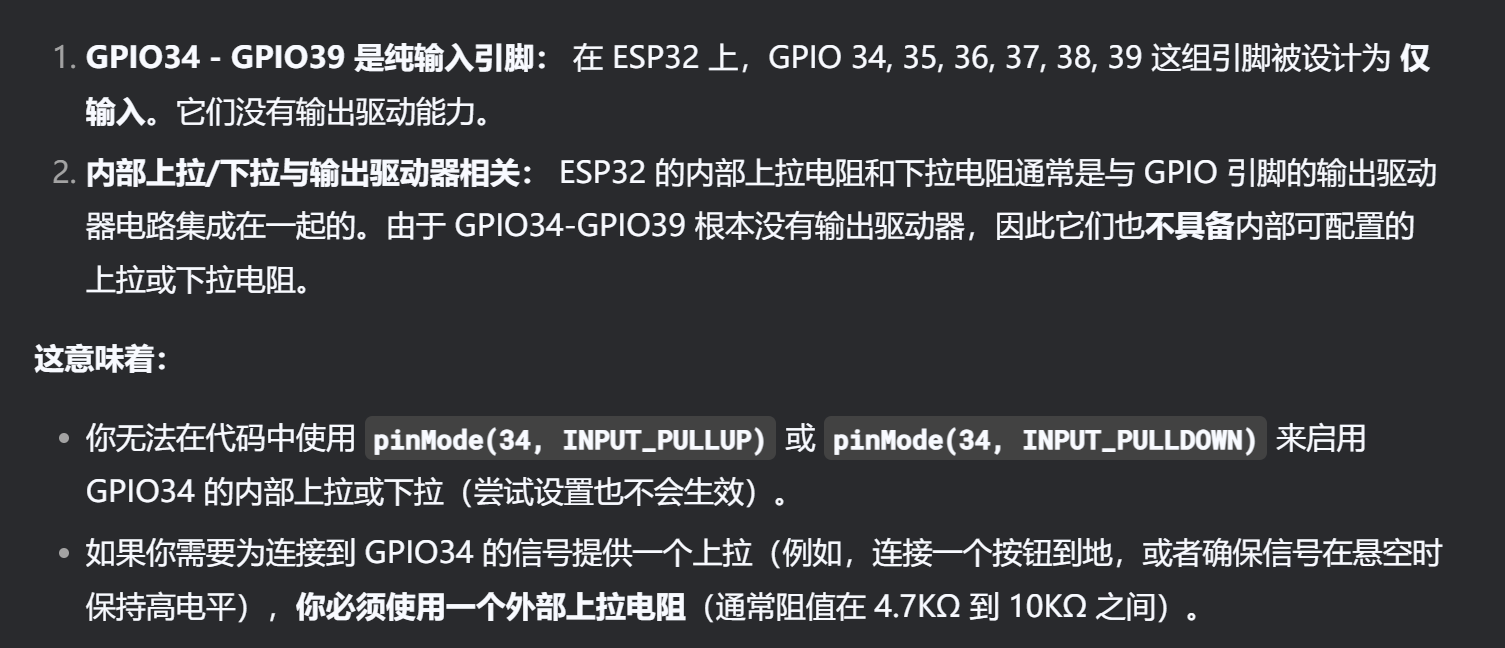 1. GPIO34 - GPIO39 是纯输入引脚： 在 ESP32 上，GPIO 34, 35, 36, 37, 38, 39 这组引脚被设计为 仅
输入。它们没有输出驱动能力。
2. 内部上拉/下拉与输出驱动器相关： ESP32 的内部上拉电阻和下拉电阻通常是与 GPIO 引脚的输出驱动
器电路集成在一起的。由于 GPIO34-GPIO39 根本没有输出驱动器，因此它们也不具备内部可配置的
上拉或下拉电阻。
这意味着：
• 你无法在代码中使用 pinMode(34, INPUT_PULLUP) 或 pinMode(34, INPUT_PULLDOWN) 来启用
GPIO34 的内部上拉或下拉（尝试设置也不会生效）。
• 如果你需要为连接到 GPIO34 的信号提供一个上拉（例如，连接一个按钮到地，或者确保信号在悬空时
保持高电平），你必须使用一个外部上拉电阻（通常阻值在 4.7KΩ 到 10KΩ 之间）。